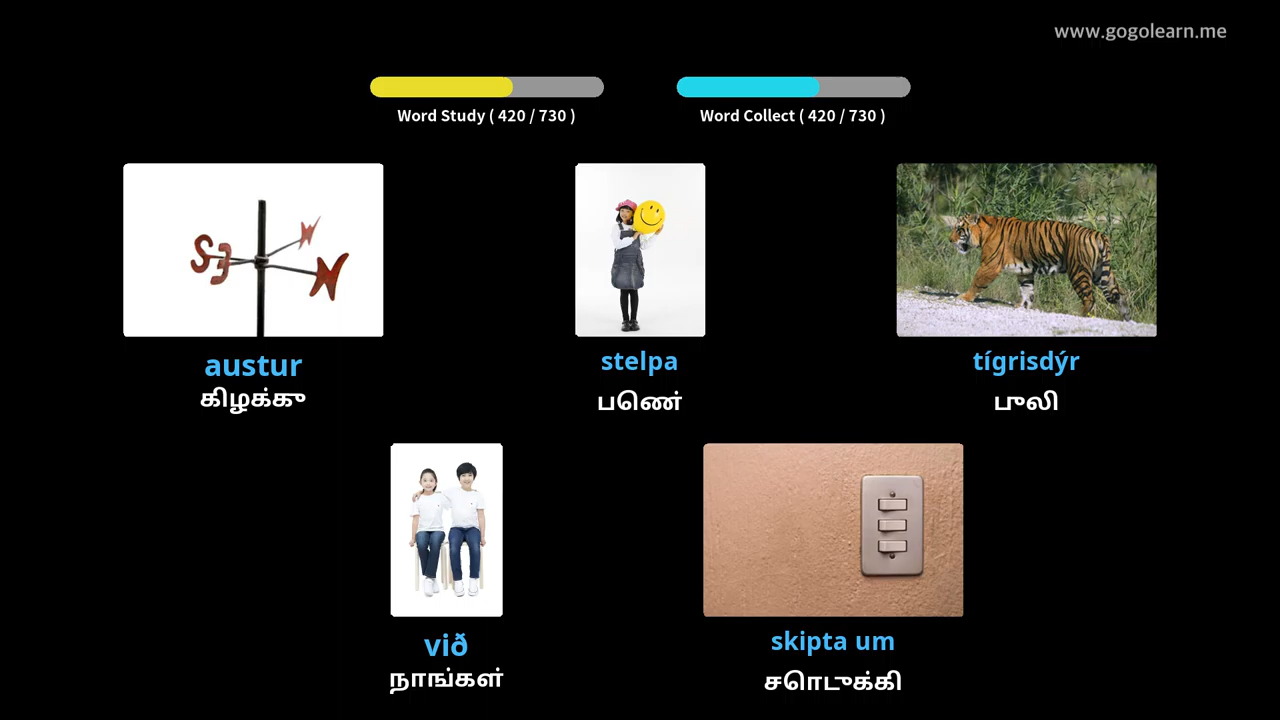 www.gogolearn.me
Word Study ( 420 / 730 )
Word Collect ( 420 / 730 )
S E N
austur
கிழக்கு
stelpa
பெண்
tígrisdýr
புலி
við
நாங்கள்
skipta um
சொடுக்கி